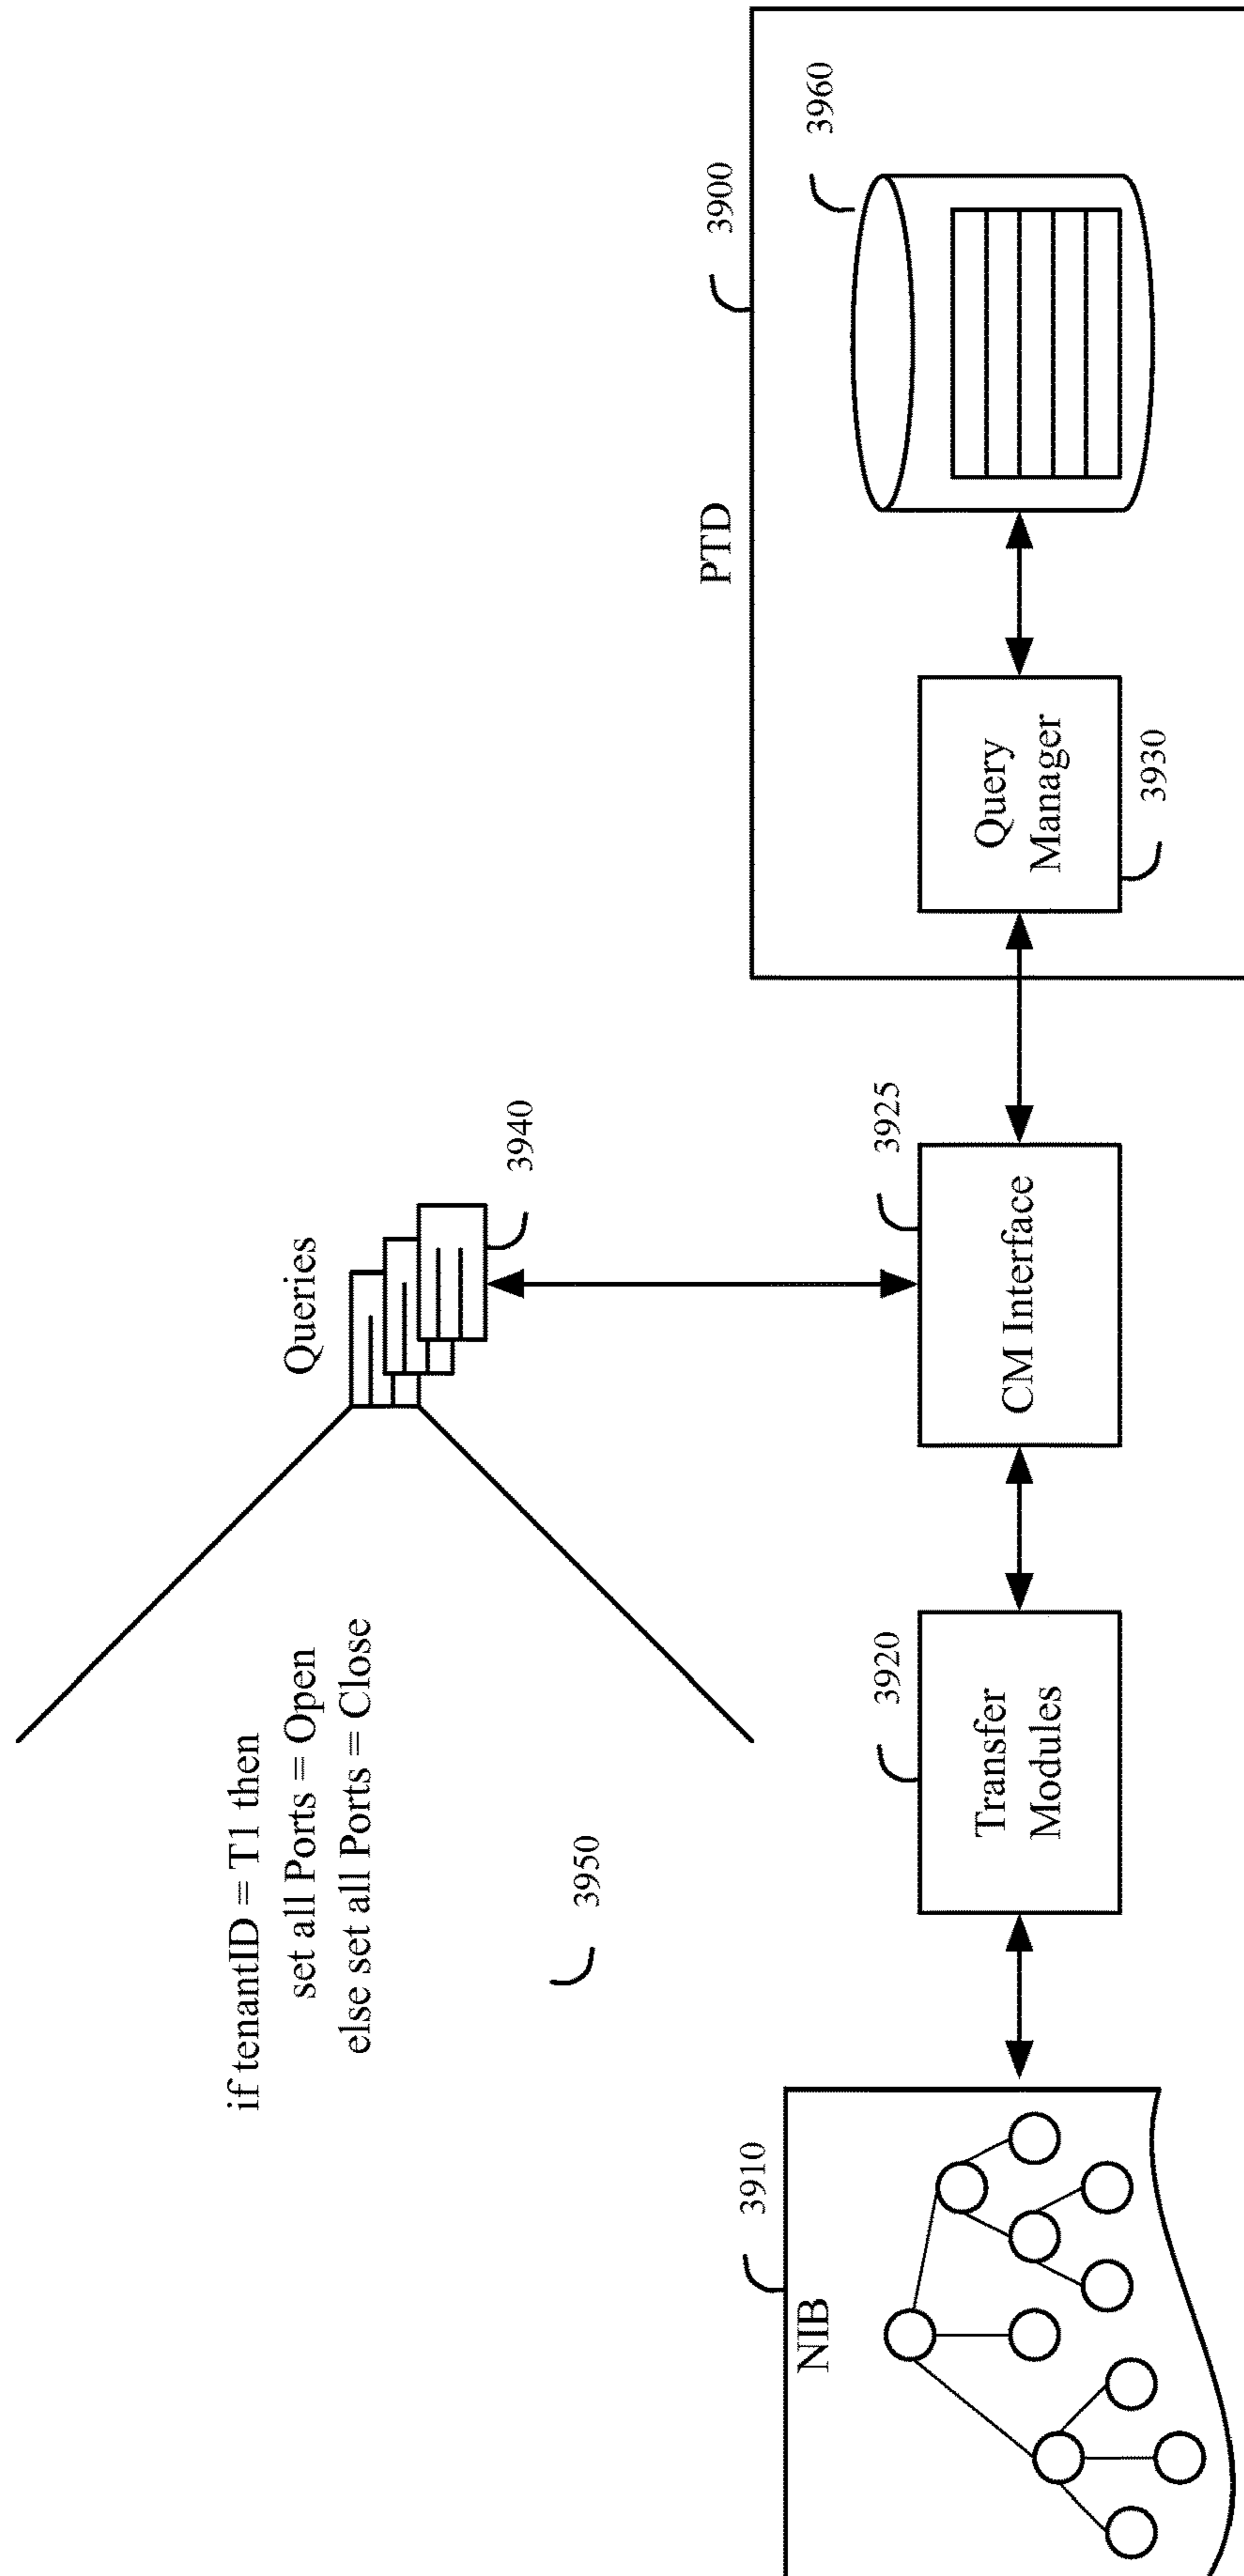 if tenantID = T1 then
set all Ports = Open
else set all Ports = Close
3950
Queries
3940
NIB
3910
Transfer
Modules
3920
CM Interface
3925
PTD
3900
Query
Manager
3930
3960